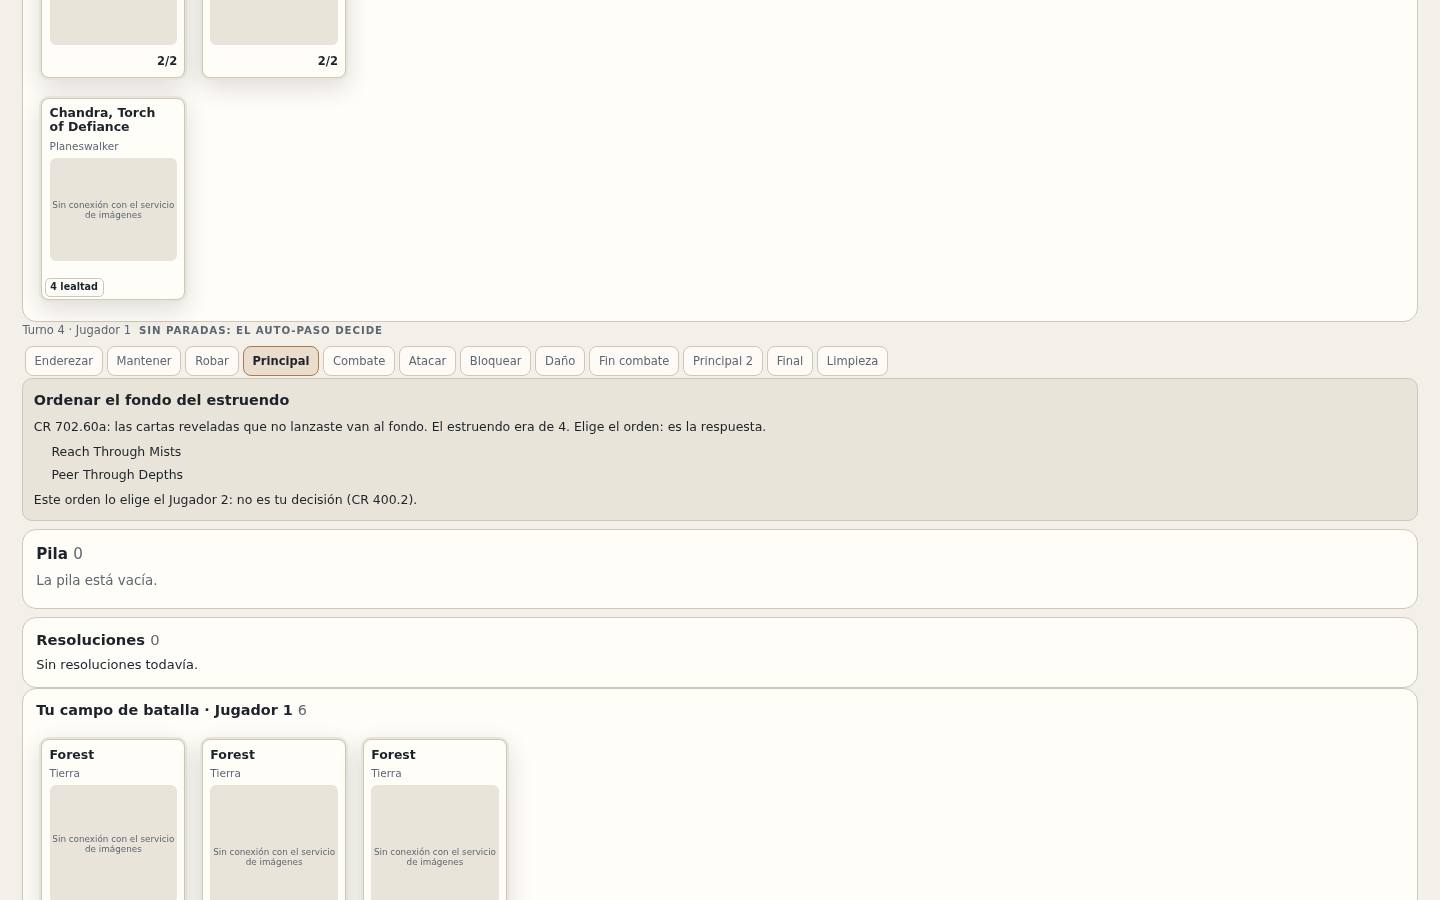 2/2
2/2
Chandra, Torch
of Defiance
Planeswalker
Sin conexión con el servicio
de imágenes
4 lealtad
Turno 4 · Jugador 1 SIN PARADAS: EL AUTO-PASO DECIDE
Enderezar Mantener Robar Principal Combate Atacar Bloquear Daño Fin combate Principal 2 Final Limpieza
Ordenar el fondo del estruendo
CR 702.60a: las cartas reveladas que no lanzaste van al fondo. El estruendo era de 4. Elige el orden: es la respuesta.
Reach Through Mists
Peer Through Depths
Este orden lo elige el Jugador 2: no es tu decisión (CR 400.2).
Pila 0
La pila está vacía.
Resoluciones 0
Sin resoluciones todavía.
Tu campo de batalla · Jugador 1 6
Forest
Tierra
Sin conexión con el servicio
de imágenes
Forest
Tierra
Sin conexión con el servicio
de imágenes
Forest
Tierra
Sin conexión con el servicio
de imágenes